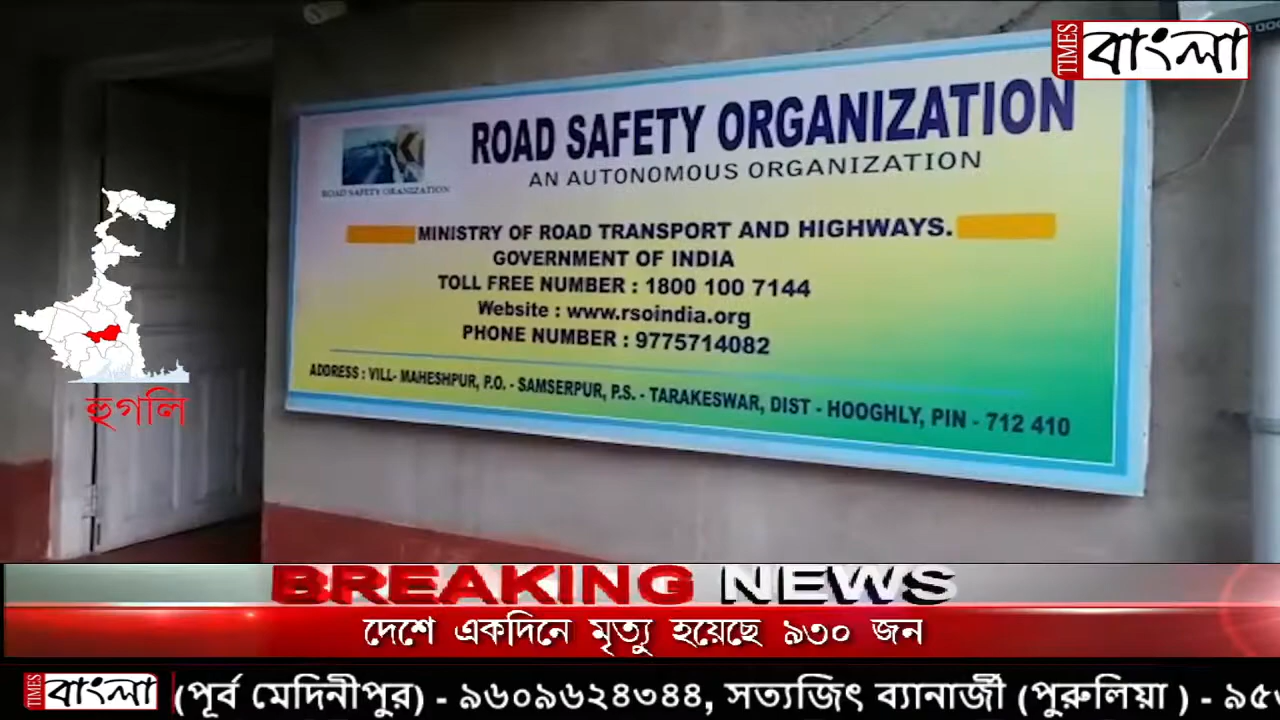 TIMES বাংলা
ROAD SAFETY ORGANIZATION
AN AUTONOMOUS ORGANIZATION
ROAD SAFETY ORANIZATION
MINISTRY OF ROAD TRANSPORT AND HIGHWAYS.
GOVERNMENT OF INDIA
TOLL FREE NUMBER : 1800 100 7144
Website : www.rsoindia.org
PHONE NUMBER : 9775714082
ADDRESS : VILL- MAHESHPUR, P.O. - SAMSERPUR, P.S. - TARAKESWAR, DIST - HOOGHLY, PIN - 712 410
হুগলি
BREAKING NEWS
দেশে একদিনে মৃত্যু হয়েছে ৯৩০ জন
TIMES বাংলা (পূর্ব মেদিনীপুর) - ৯৬০৯৬২৪৩৪৪, সত্যজিৎ ব্যানার্জী (পুরুলিয়া ) - ৯৫